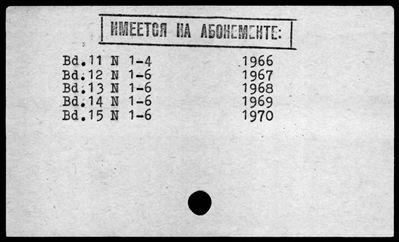 ИМЕЕТСЯ НА АБОНЕМЕНТЕ:
Bd.11 N 1-4 1966
Bd.12 N 1-6 1967
Bd.13 N 1-6 1968
Bd.14 N 1-6 1969
Bd.15 N 1-6 1970